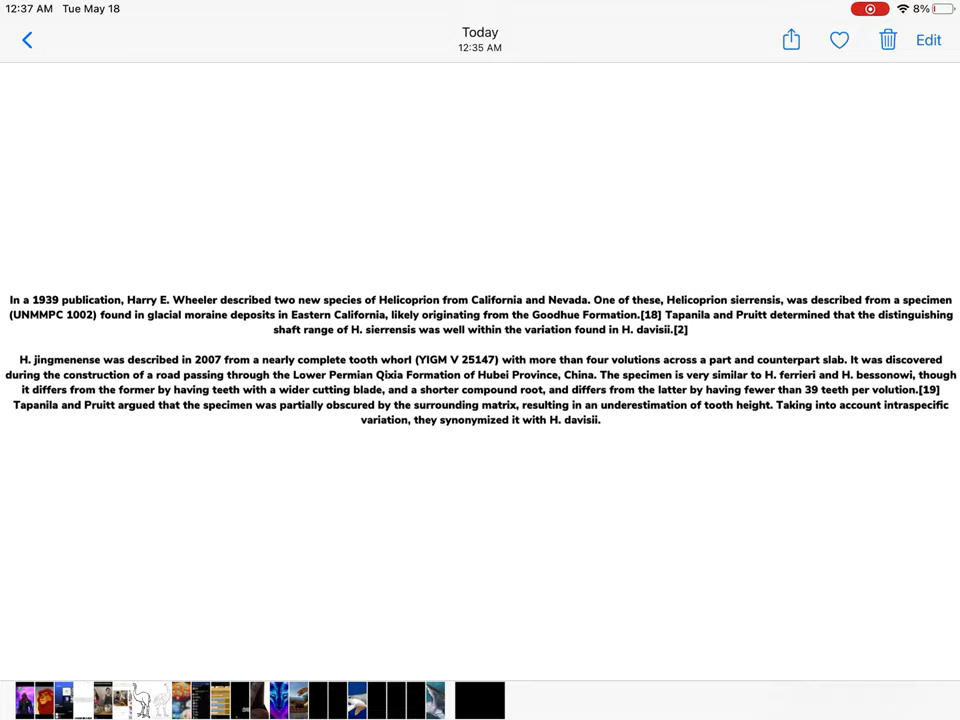 12:37 AM Tue May 18
8%
Today
12:35 AM
Edit
In a 1939 publication, Harry E. Wheeler described two new species of Helicoprion from California and Nevada. One of these, Helicoprion sierrensis, was described from a specimen
(UNMMPC 1002) found in glacial moraine deposits in Eastern California, likely originating from the Goodhue Formation.[18] Tapanila and Pruitt determined that the distinguishing
shaft range of H. sierrensis was well within the variation found in H. davisii.[2]
H. jingmenense was described in 2007 from a nearly complete tooth whorl (YIGM V 25147) with more than four volutions across a part and counterpart slab. It was discovered
during the construction of a road passing through the Lower Permian Qixia Formation of Hubei Province, China. The specimen is very similar to H. ferrieri and H. bessonowi, though
it differs from the former by having teeth with a wider cutting blade, and a shorter compound root, and differs from the latter by having fewer than 39 teeth per volution.[19]
Tapanila and Pruitt argued that the specimen was partially obscured by the surrounding matrix, resulting in an underestimation of tooth height. Taking into account intraspecific
variation, they synonymized it with H. davisii.